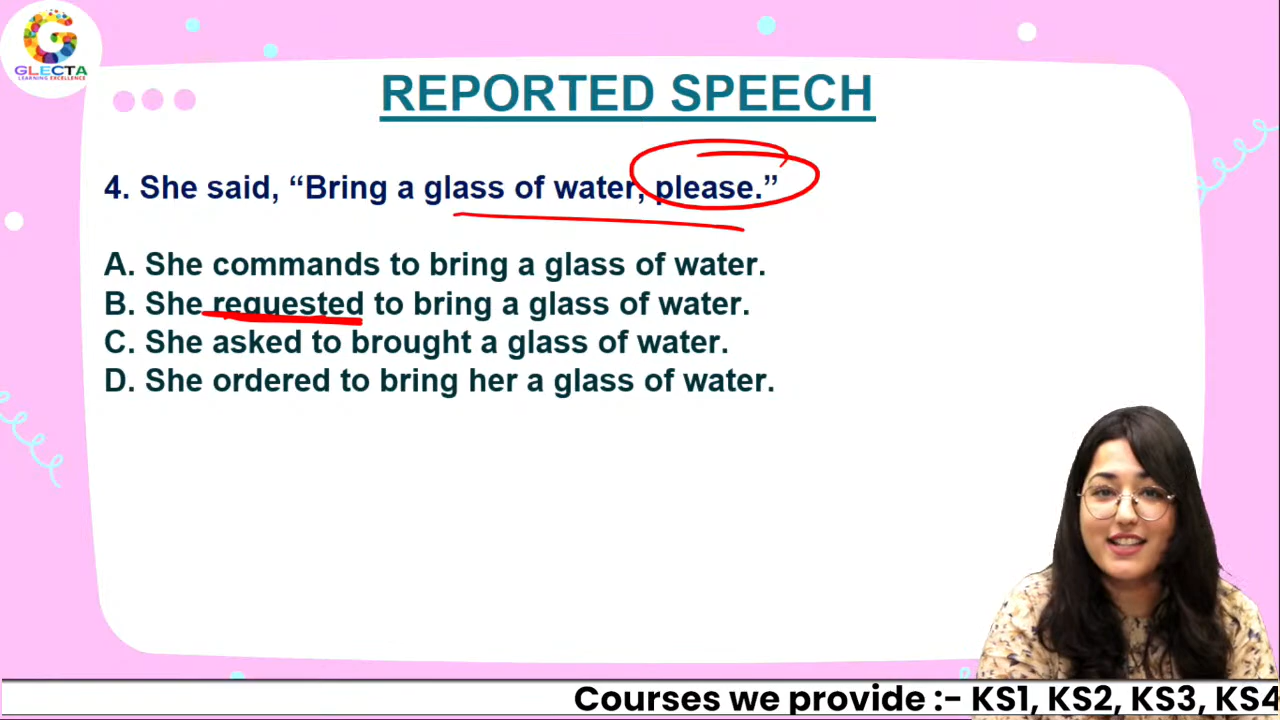 GLECTA
LEARNING EXCELLENCE
REPORTED SPEECH
4. She said, “Bring a glass of water, please.”
A. She commands to bring a glass of water.
B. She requested to bring a glass of water.
C. She asked to brought a glass of water.
D. She ordered to bring her a glass of water.
Courses we provide :- KS1, KS2, KS3, KS4